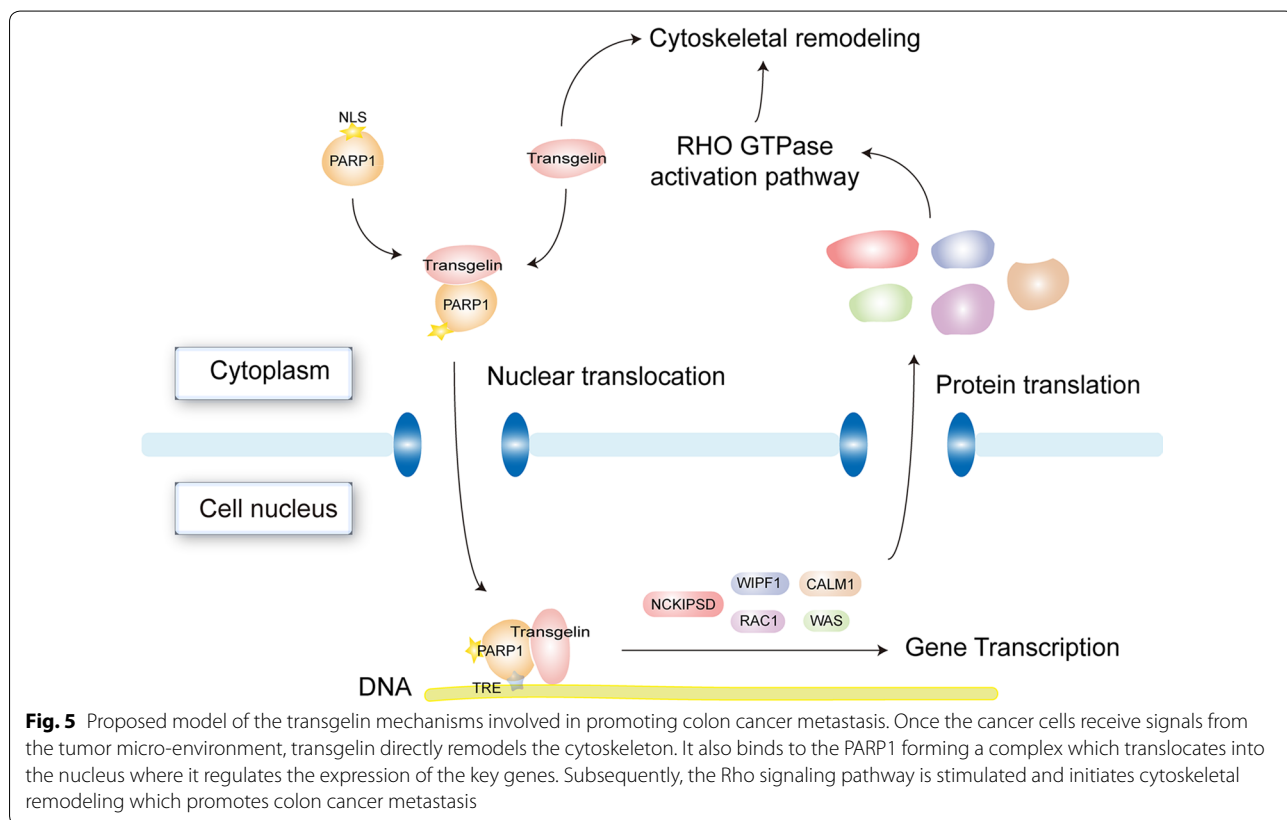 Cytoskeletal remodeling
NLS
PARP1
Transgelin
RHO GTPase
activation pathway
Transgelin
PARP1
Cytoplasm
Nuclear translocation
Protein translation
Cell nucleus
WIPF1
CALM1
NCKIPSD
RAC1
WAS
Transgelin
PARP1
Gene Transcription
TRE
DNA
Fig. 5 Proposed model of the transgelin mechanisms involved in promoting colon cancer metastasis. Once the cancer cells receive signals from
the tumor micro-environment, transgelin directly remodels the cytoskeleton. It also binds to the PARP1 forming a complex which translocates into
the nucleus where it regulates the expression of the key genes. Subsequently, the Rho signaling pathway is stimulated and initiates cytoskeletal
remodeling which promotes colon cancer metastasis